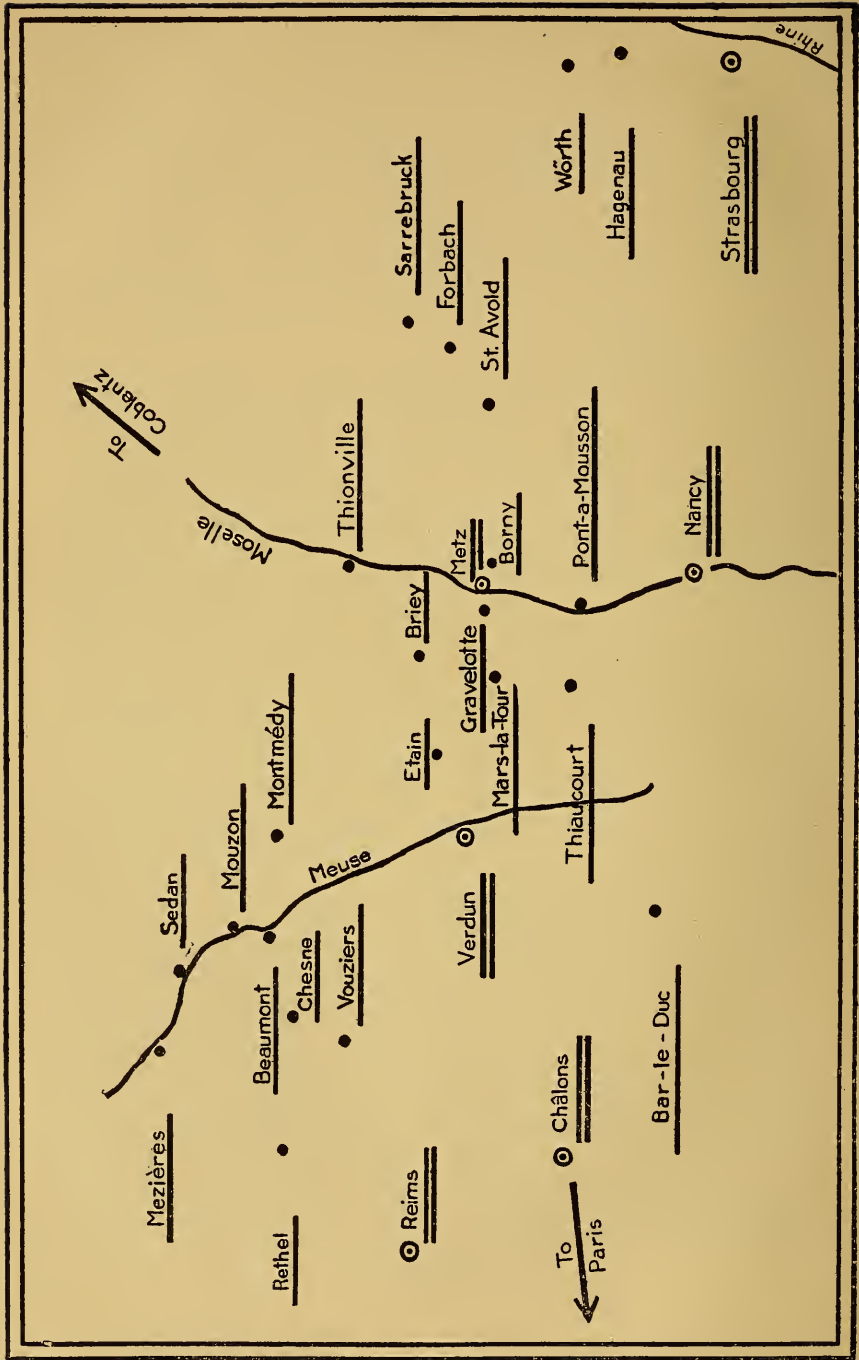 To
Coblentz
Mezières
Sedan
Mouzon
Moselle
Beaumont
Montmédy
Rethel
Chesne
Meuse
Vouziers
Thionville
Sarrebruck
Reims
Etain
Briey
Forbach
Metz
Verdun
Gravelotte
St. Avold
Mars-la-Tour
Borny
Châlons
To
Paris
Wörth
Thiaucourt
Pont-a-Mousson
Hagenau
Bar-le-Duc
Nancy
Strasbourg
Rhine